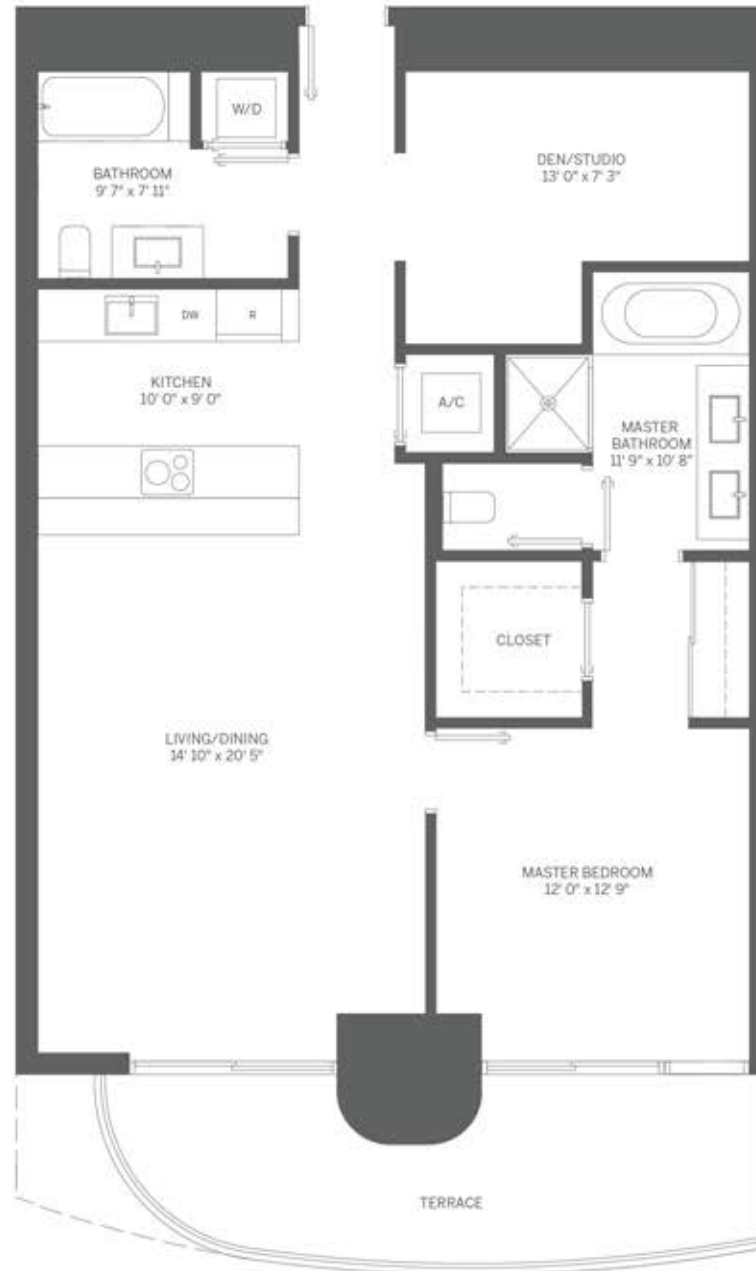 W/D
BATHROOM
9' 7" x 7' 11"
DEN/STUDIO
13' 0" x 7' 3"
DW
R
KITCHEN
10' 0" x 9' 0"
A/C
MASTER
BATHROOM
11' 9" x 10' 8"
CLOSET
LIVING/DINING
14' 10" x 20' 5"
MASTER BEDROOM
12' 0" x 12' 9"
TERRACE